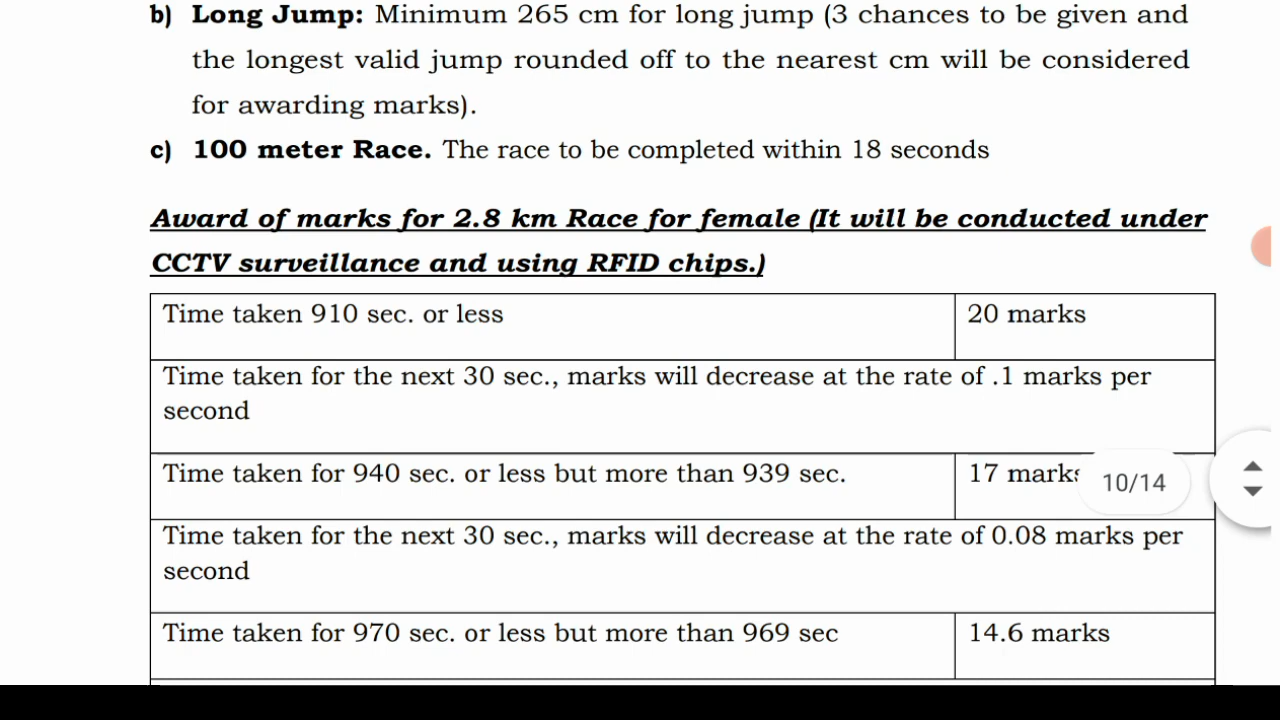 b) Long Jump: Minimum 265 cm for long jump (3 chances to be given and
the longest valid jump rounded off to the nearest cm will be considered
for awarding marks).
c) 100 meter Race. The race to be completed within 18 seconds
Award of marks for 2.8 km Race for female (It will be conducted under
CCTV surveillance and using RFID chips.)
Time taken 910 sec. or less 20 marks
Time taken for the next 30 sec., marks will decrease at the rate of .1 marks per
second
Time taken for 940 sec. or less but more than 939 sec. 17 marks
10/14
Time taken for the next 30 sec., marks will decrease at the rate of 0.08 marks per
second
Time taken for 970 sec. or less but more than 969 sec 14.6 marks